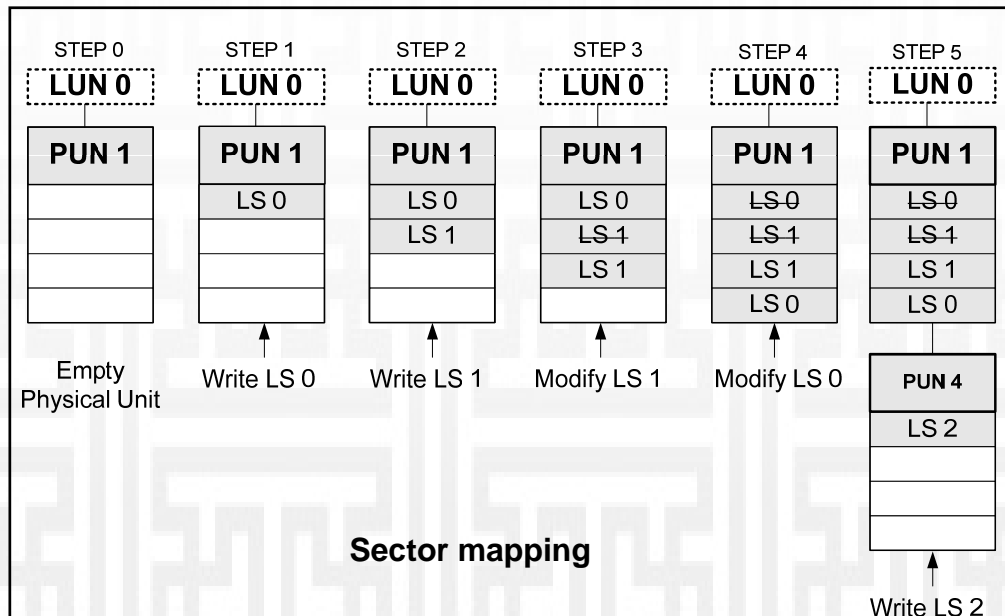 STEP 0
LUN 0
PUN 1
Empty
Physical Unit
STEP 1
LUN 0
PUN 1
LS 0
Write LS 0
STEP 2
LUN 0
PUN 1
LS 0
LS 1
Write LS 1
STEP 3
LUN 0
PUN 1
LS 0
LS 1
LS 1
Modify LS 1
STEP 4
LUN 0
PUN 1
LS 0
LS 1
LS 1
LS 0
Modify LS 0
STEP 5
LUN 0
PUN 1
LS 0
LS 1
LS 1
LS 0
PUN 4
LS 2
Write LS 2
Sector mapping